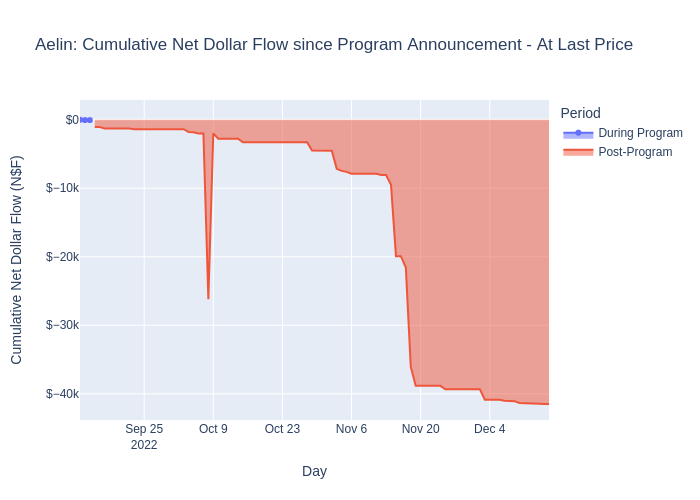 Aelin: Cumulative Net Dollar Flow since Program Announcement - At Last Price
Cumulative Net Dollar Flow (N$F)
$0
$−10k
$−20k
$−30k
$−40k
Sep 25
2022
Oct 9
Oct 23
Nov 6
Nov 20
Dec 4
Day
Period
During Program
Post-Program